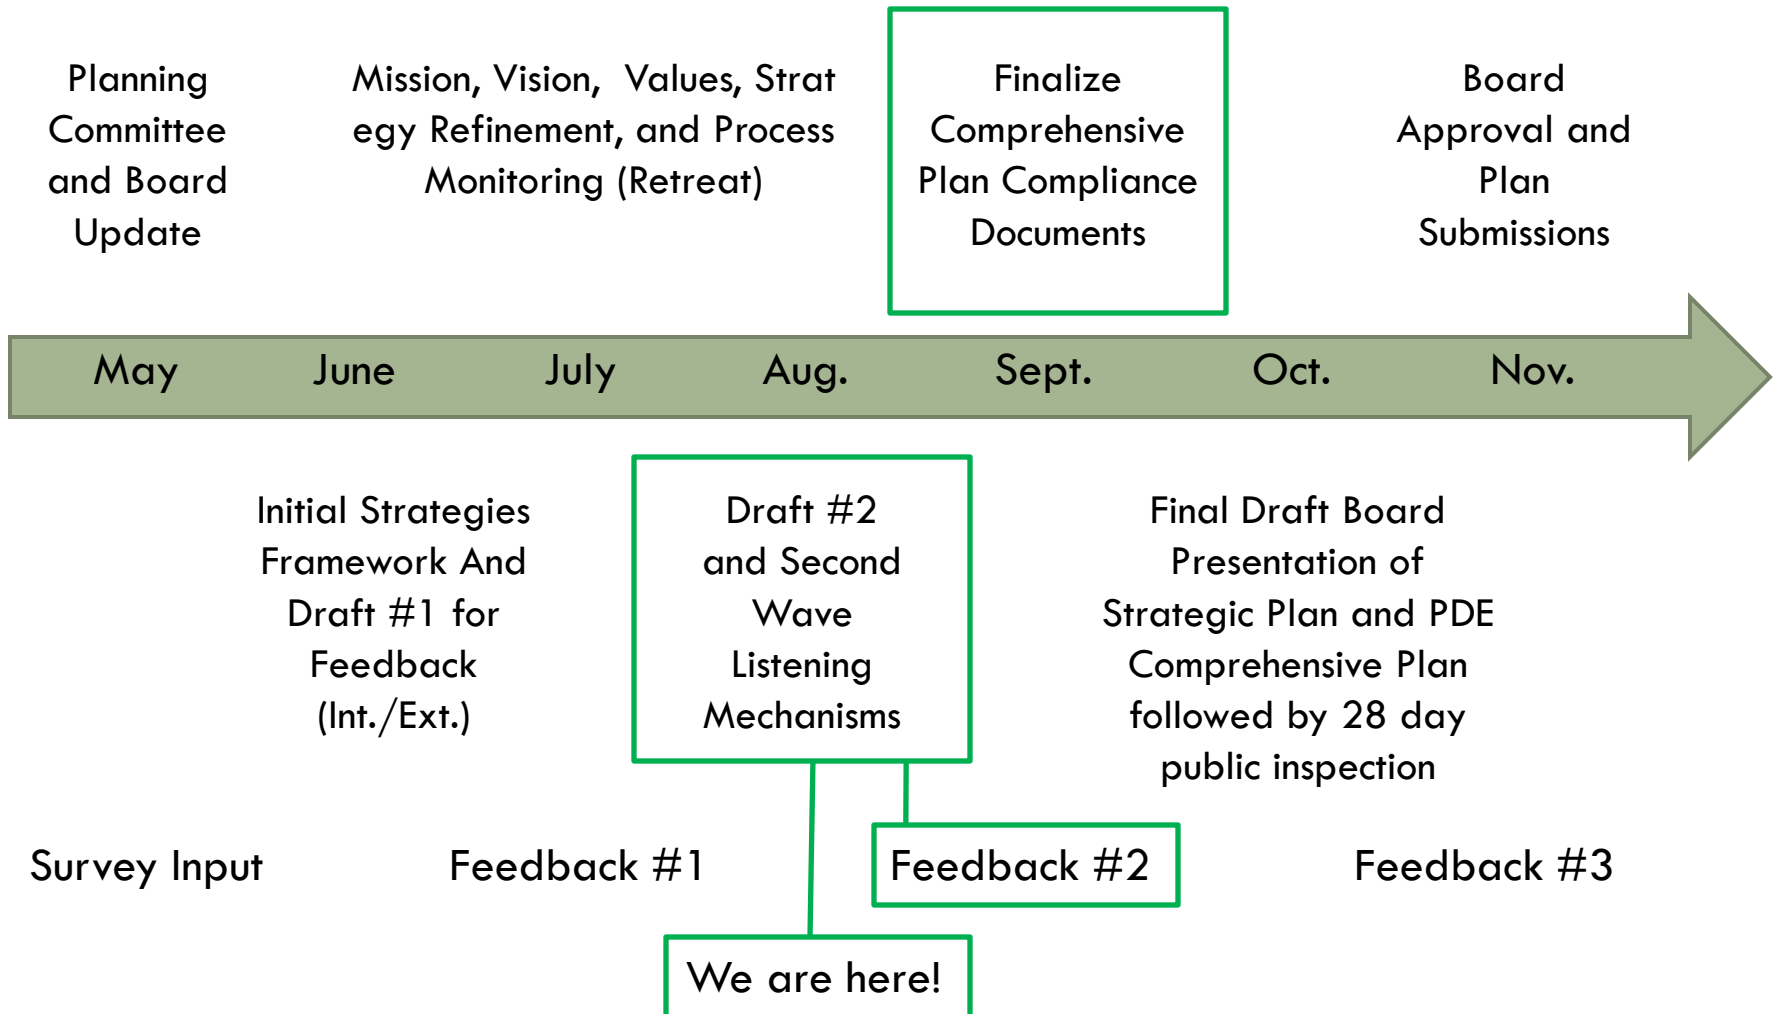 Planning
Committee
and Board
Update
Mission, Vision,  Values, Strat
egy Refinement, and Process
Monitoring (Retreat)
Finalize
Comprehensive
Plan Compliance
Documents
Board
Approval and
Plan
Submissions
May June July Aug. Sept. Oct. Nov.
Initial Strategies
Framework And
Draft #1 for
Feedback
(Int./Ext.)
Draft #2
and Second
Wave
Listening
Mechanisms
Final Draft Board
Presentation of
Strategic Plan and PDE
Comprehensive Plan
followed by 28 day
public inspection
Survey Input
Feedback #1
Feedback #2
Feedback #3
We are here!